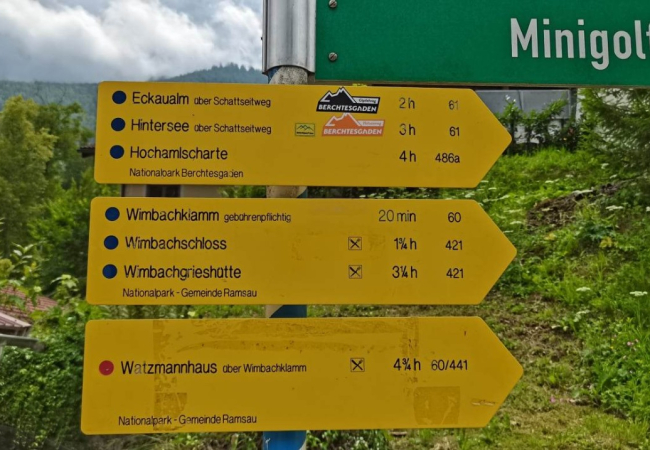 Minigolf
Eckaualm über Schattseitweg BERCHTESGADEN 2 h 61
Hintersee über Schattseitweg BERCHTESGADEN 3 h 61
Hochamlscharte 4 h 486a
Nationalpark Berchtesgaden
Wimbachklamm gebührenpflichtig 20 min 60
Wimbachschloss 1¾ h 421
Wimbachgrieshütte 3¼ h 421
Nationalpark - Gemeinde Ramsau
Watzmannhaus über Wimbachklamm 4¾ h 60/441
Nationalpark - Gemeinde Ramsau